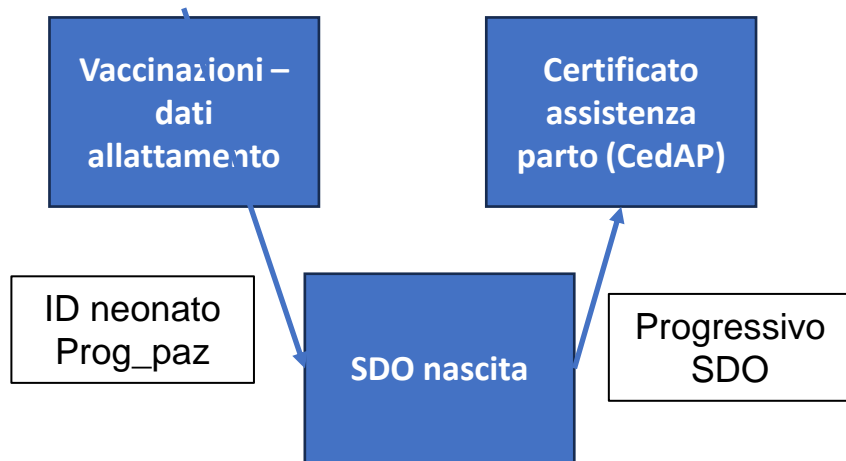 Vaccinazioni –
dati
allattamento
Certificato
assistenza
parto (CedAP)
ID neonato
Prog_paz
SDO nascita
Progressivo
SDO